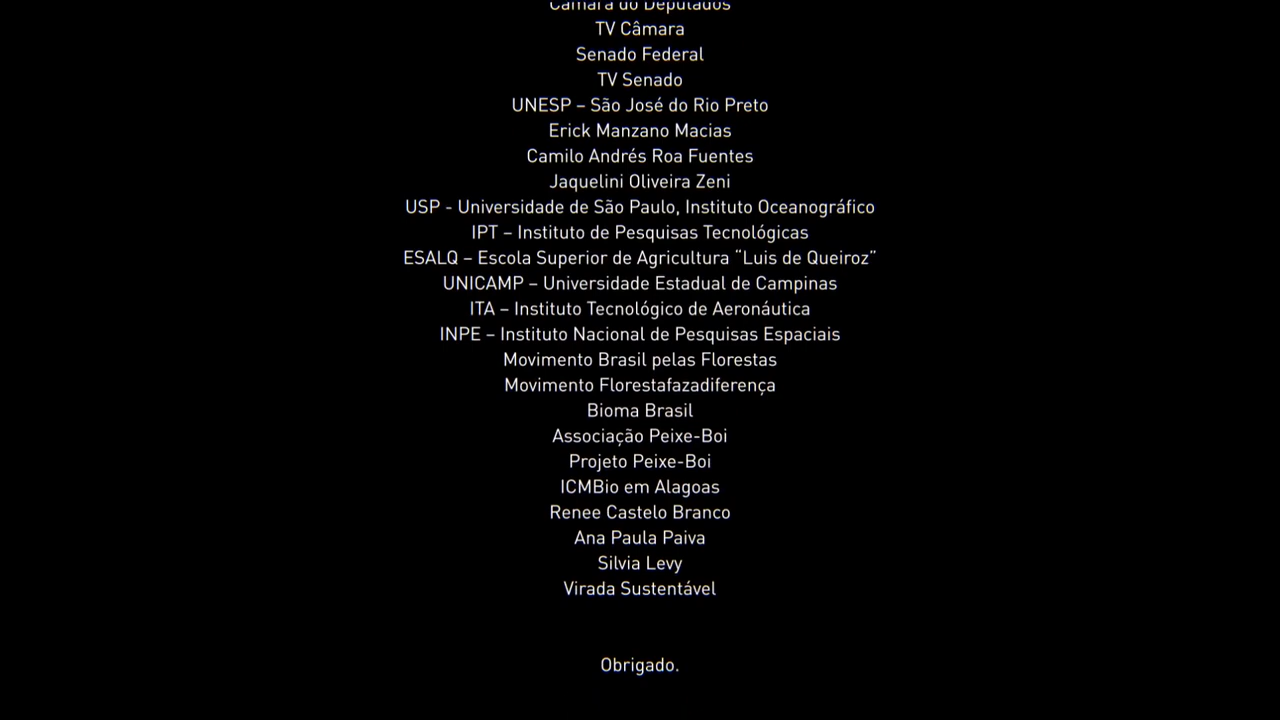 Câmara do Deputados
TV Câmara
Senado Federal
TV Senado
UNESP – São José do Rio Preto
Erick Manzano Macias
Camilo Andrés Roa Fuentes
Jaquelini Oliveira Zeni
USP - Universidade de São Paulo, Instituto Oceanográfico
IPT – Instituto de Pesquisas Tecnológicas
ESALQ – Escola Superior de Agricultura “Luis de Queiroz”
UNICAMP – Universidade Estadual de Campinas
ITA – Instituto Tecnológico de Aeronáutica
INPE – Instituto Nacional de Pesquisas Espaciais
Movimento Brasil pelas Florestas
Movimento Florestafazadiferença
Bioma Brasil
Associação Peixe-Boi
Projeto Peixe-Boi
ICMBio em Alagoas
Renee Castelo Branco
Ana Paula Paiva
Silvia Levy
Virada Sustentável
Obrigado.